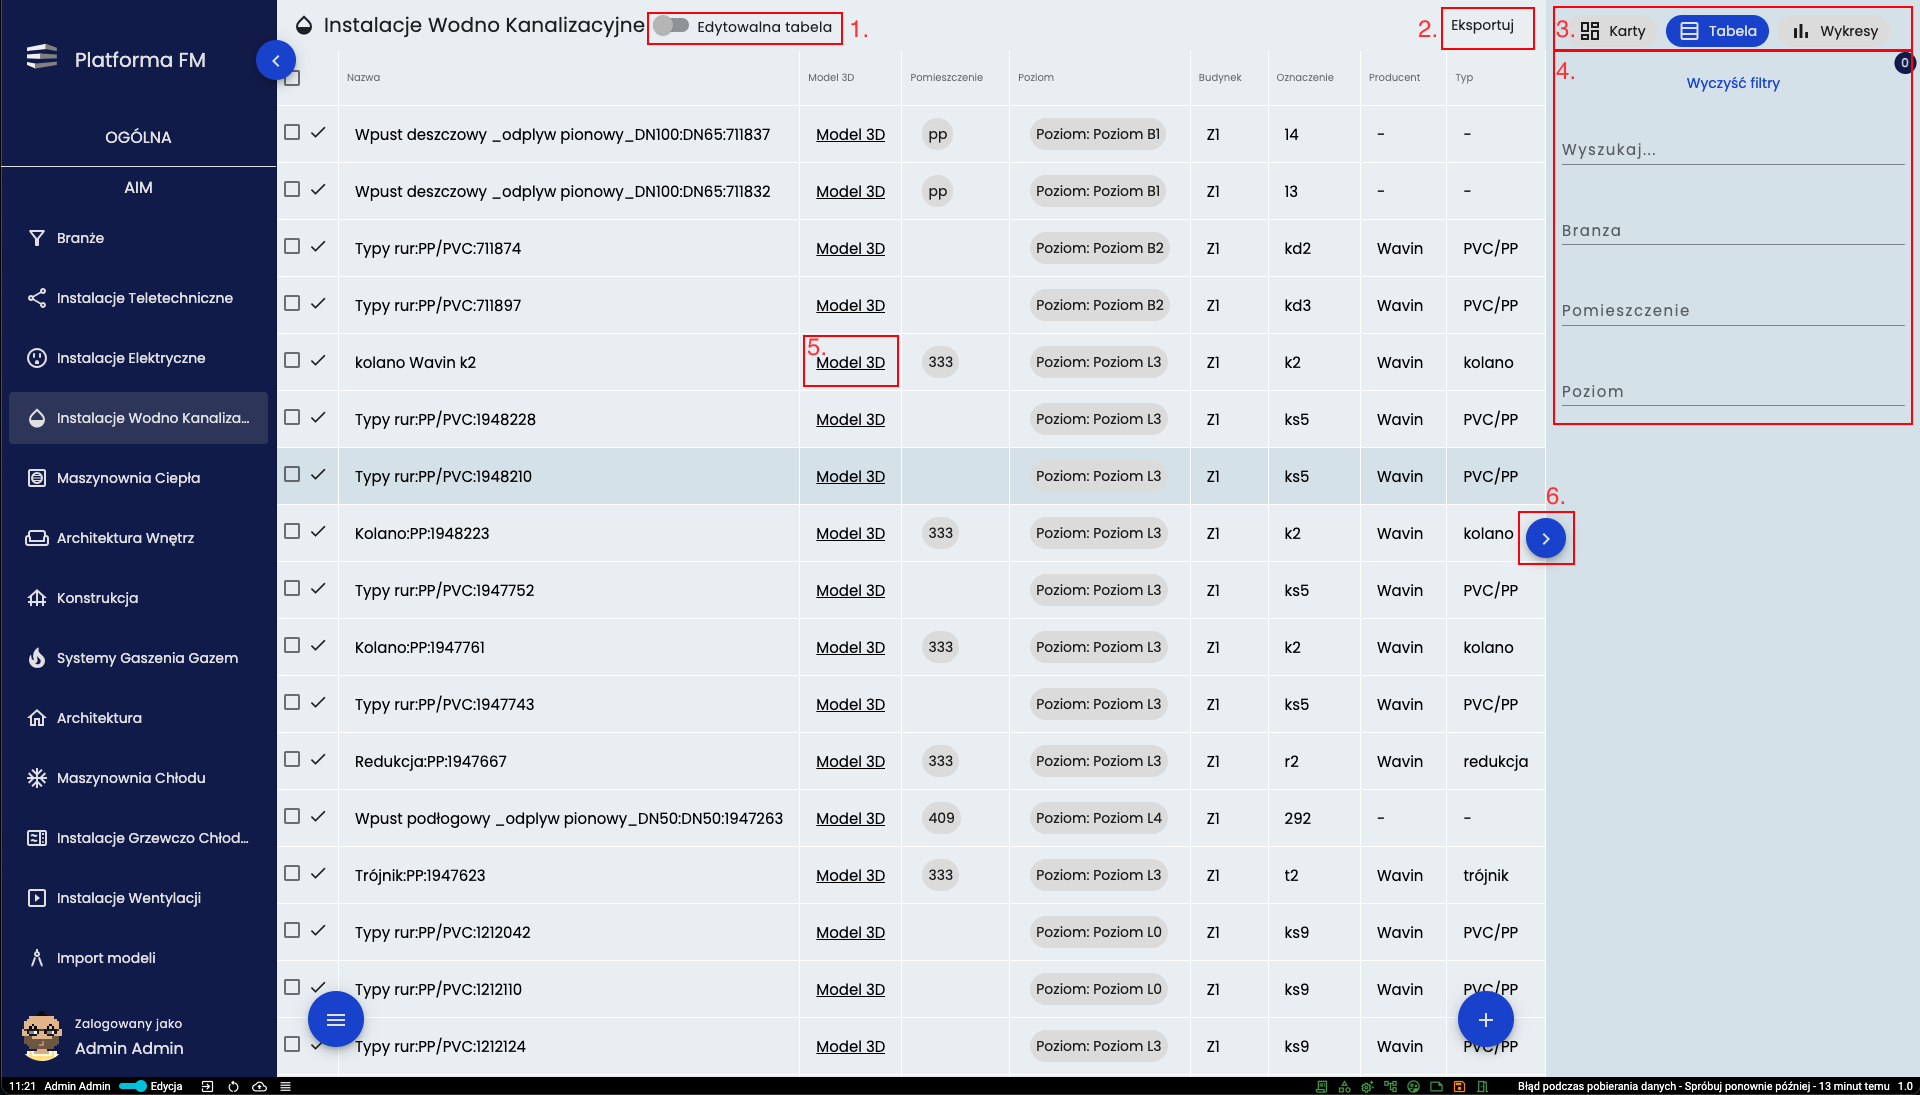 Platforma FM
OGÓLNA
AIM
Branże
Instalacje Teletechniczne
Instalacje Elektryczne
Instalacje Wodno Kanaliza...
Maszynownia Ciepła
Architektura Wnętrz
Konstrukcja
Systemy Gaszenia Gazem
Architektura
Maszynownia Chłodu
Instalacje Grzewczo Chłod...
Instalacje Wentylacji
Import modeli
Zalogowany jako
Admin Admin
Instalacje Wodno Kanalizacyjne Edytowalna tabela 1. 2. Eksportuj
Nazwa Model 3D Pomieszczenie Poziom Budynek Oznaczenie Producent Typ
Wpust deszczowy _odplyw pionowy_DN100:DN65:711837 Model 3D pp Poziom: Poziom B1 Z1 14 - -
Wpust deszczowy _odplyw pionowy_DN100:DN65:711832 Model 3D pp Poziom: Poziom B1 Z1 13 - -
Typy rur:PP/PVC:711874 Model 3D Poziom: Poziom B2 Z1 kd2 Wavin PVC/PP
Typy rur:PP/PVC:711897 Model 3D Poziom: Poziom B2 Z1 kd3 Wavin PVC/PP
5.
kolano Wavin k2 Model 3D 333 Poziom: Poziom L3 Z1 k2 Wavin kolano
Typy rur:PP/PVC:1948228 Model 3D Poziom: Poziom L3 Z1 ks5 Wavin PVC/PP
Typy rur:PP/PVC:1948210 Model 3D Poziom: Poziom L3 Z1 ks5 Wavin PVC/PP
6.
Kolano:PP:1948223 Model 3D 333 Poziom: Poziom L3 Z1 k2 Wavin kolano
Typy rur:PP/PVC:1947752 Model 3D Poziom: Poziom L3 Z1 ks5 Wavin PVC/PP
Kolano:PP:1947761 Model 3D 333 Poziom: Poziom L3 Z1 k2 Wavin kolano
Typy rur:PP/PVC:1947743 Model 3D Poziom: Poziom L3 Z1 ks5 Wavin PVC/PP
Redukcja:PP:1947667 Model 3D 333 Poziom: Poziom L3 Z1 r2 Wavin redukcja
Wpust podłogowy _odplyw pionowy_DN50:DN50:1947263 Model 3D 409 Poziom: Poziom L4 Z1 292 - -
Trójnik:PP:1947623 Model 3D 333 Poziom: Poziom L3 Z1 t2 Wavin trójnik
Typy rur:PP/PVC:1212042 Model 3D Poziom: Poziom L0 Z1 ks9 Wavin PVC/PP
Typy rur:PP/PVC:1212110 Model 3D Poziom: Poziom L0 Z1 ks9 Wavin PVC/PP
Typy rur:PP/PVC:1212124 Model 3D Poziom: Poziom L3 Z1 ks9 Wavin PVC/PP
3. Karty Tabela Wykresy
4. 0
Wyczyść filtry
Wyszukaj...
Branza
Pomieszczenie
Poziom
11:21 Admin Admin Edycja Błąd podczas pobierania danych - Spróbuj ponownie później - 13 minut temu 1.0